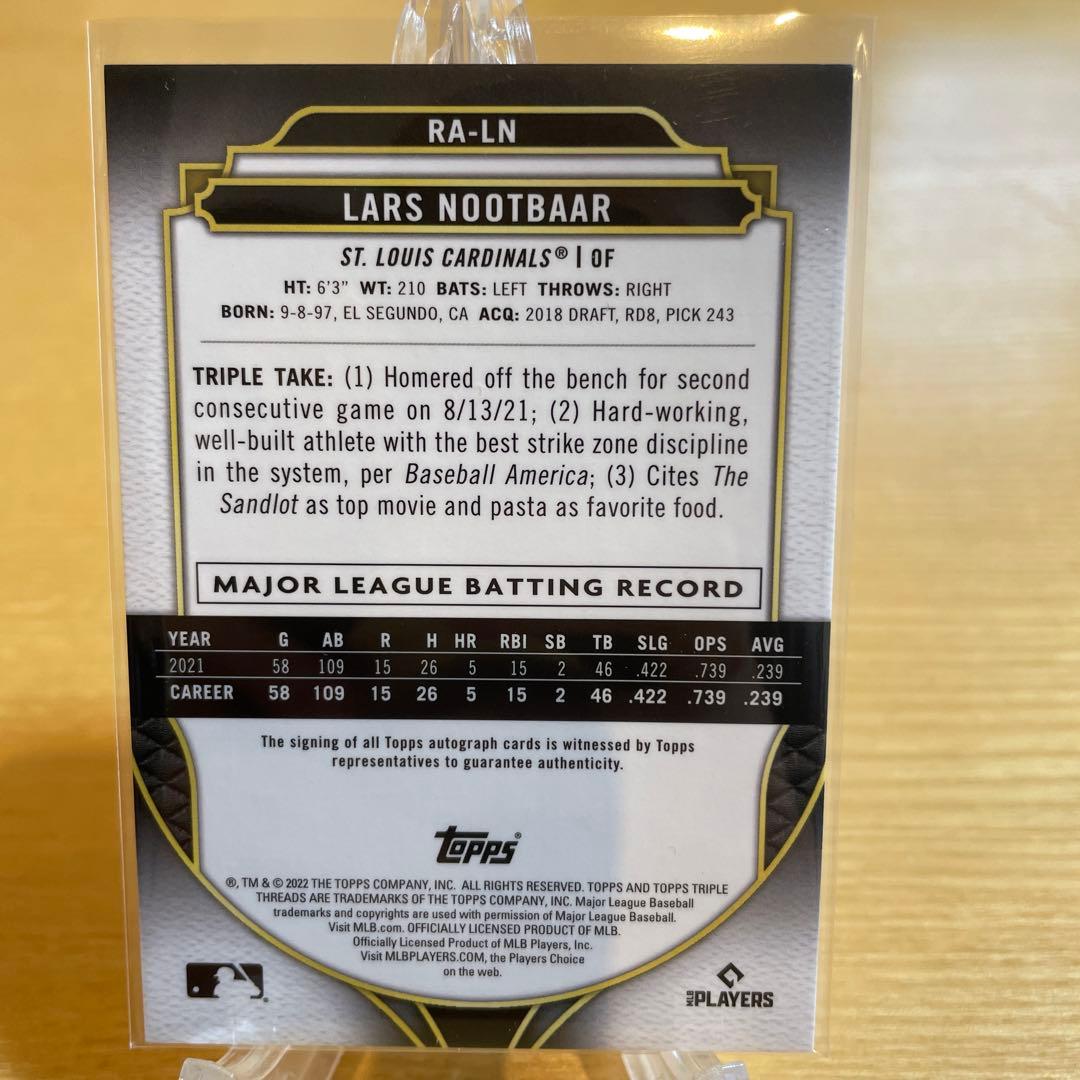 RA-LN
LARS NOOTBAAR
ST. LOUIS CARDINALS® | OF
HT: 6'3" WT: 210 BATS: LEFT THROWS: RIGHT
BORN: 9-8-97, EL SEGUNDO, CA ACQ: 2018 DRAFT, RD8, PICK 243
TRIPLE TAKE: (1) Homered off the bench for second
consecutive game on 8/13/21; (2) Hard-working,
well-built athlete with the best strike zone discipline
in the system, per Baseball America; (3) Cites The
Sandlot as top movie and pasta as favorite food.
MAJOR LEAGUE BATTING RECORD
YEAR G AB R H HR RBI SB TB SLG OPS AVG
2021 58 109 15 26 5 15 2 46 .422 .739 .239
CAREER 58 109 15 26 5 15 2 46 .422 .739 .239
The signing of all Topps autograph cards is witnessed by Topps
representatives to guarantee authenticity.
Topps®
®, TM & © 2022 THE TOPPS COMPANY, INC. ALL RIGHTS RESERVED. TOPPS AND TOPPS TRIPLE
THREADS ARE TRADEMARKS OF THE TOPPS COMPANY, INC. Major League Baseball
trademarks and copyrights are used with permission of Major League Baseball.
Visit MLB.com. OFFICIALLY LICENSED PRODUCT OF MLB.
Officially Licensed Product of MLB Players, Inc.
Visit MLBPLAYERS.COM, the Players Choice
on the web.
MLB PLAYERS